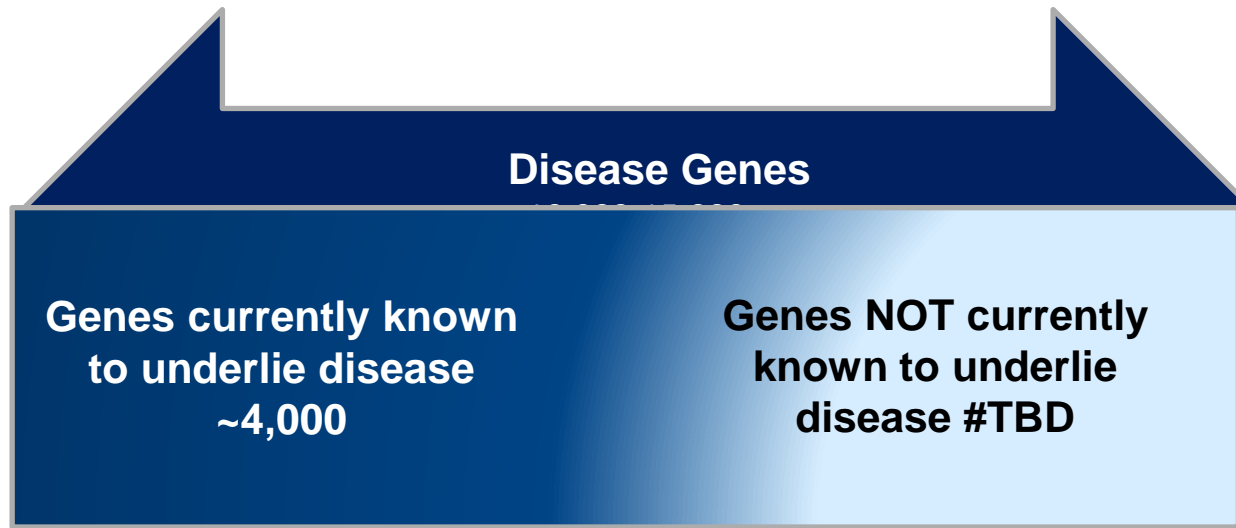 Disease Genes
Genes currently known
to underlie disease
~4,000
Genes NOT currently
known to underlie
disease #TBD